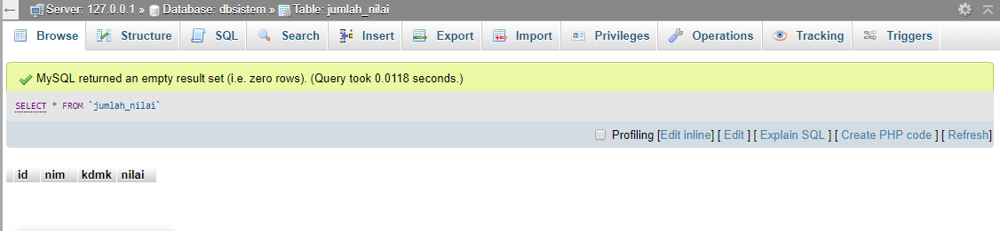 Server: 127.0.0.1 » Database: dbsistem » Table: jumlah_nilai
Browse Structure SQL Search Insert Export Import Privileges Operations Tracking Triggers
MySQL returned an empty result set (i.e. zero rows). (Query took 0.0118 seconds.)
SELECT * FROM `jumlah_nilai`
Profiling [Edit inline] [ Edit ] [ Explain SQL ] [ Create PHP code ] [ Refresh]
id nim kdmk nilai